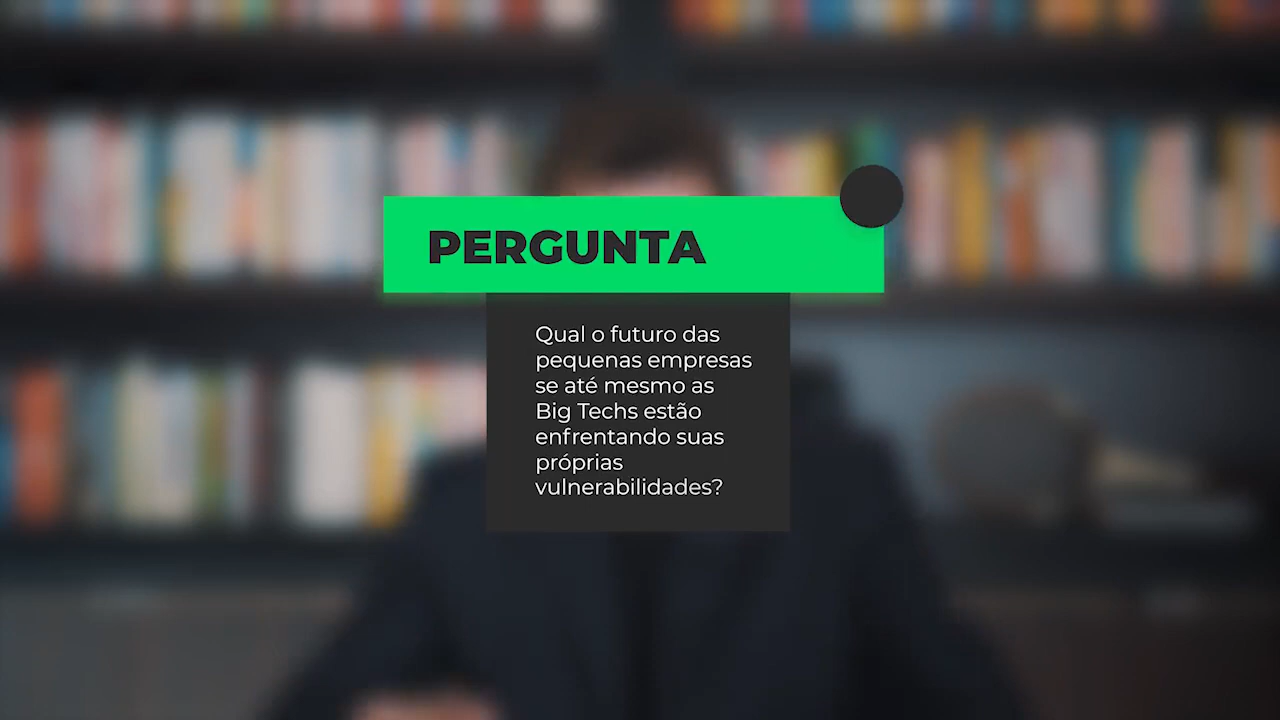 PERGUNTA
Qual o futuro das
pequenas empresas
se até mesmo as
Big Techs estão
enfrentando suas
próprias
vulnerabilidades?